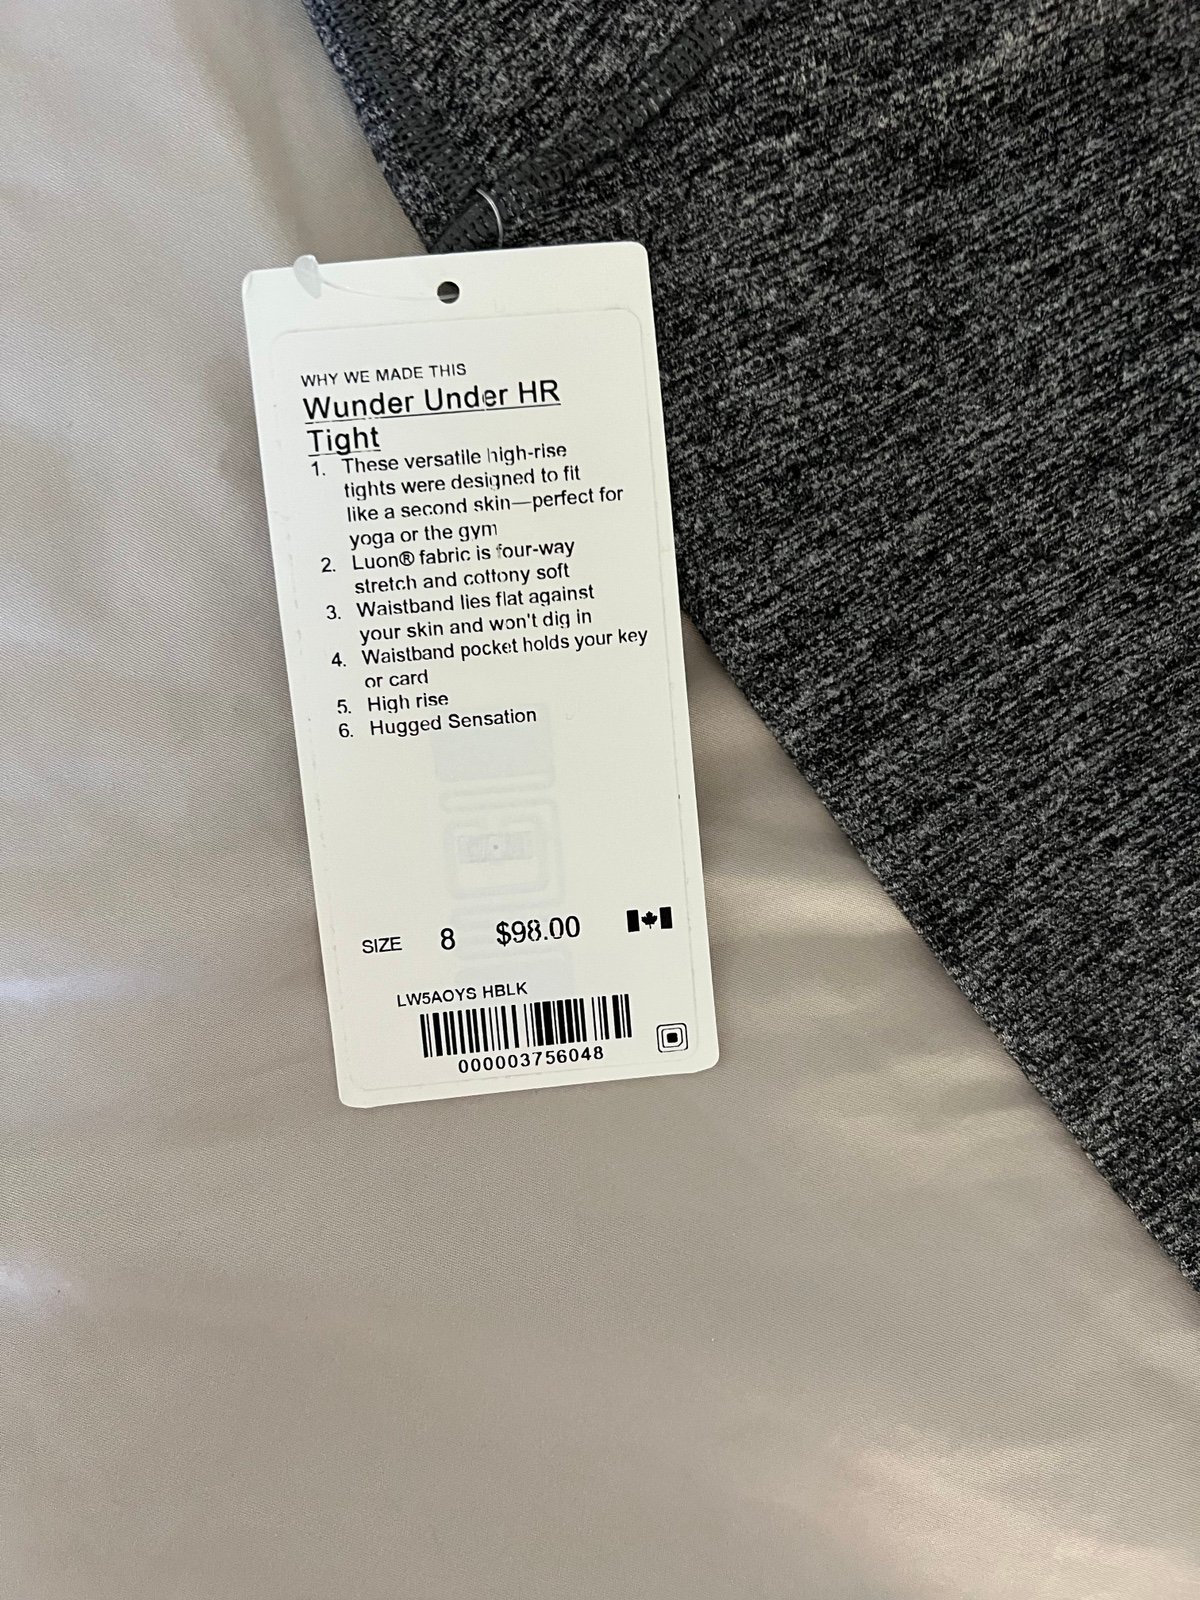 WHY WE MADE THIS
Wunder Under HR
Tight
1. These versatile high-rise
tights were designed to fit
like a second skin—perfect for
yoga or the gym
2. Luon® fabric is four-way
stretch and cottony soft
3. Waistband lies flat against
your skin and won't dig in
4. Waistband pocket holds your key
or card
5. High rise
6. Hugged Sensation
SIZE 8 $98.00
LW5AOYS HBLK
000003756048